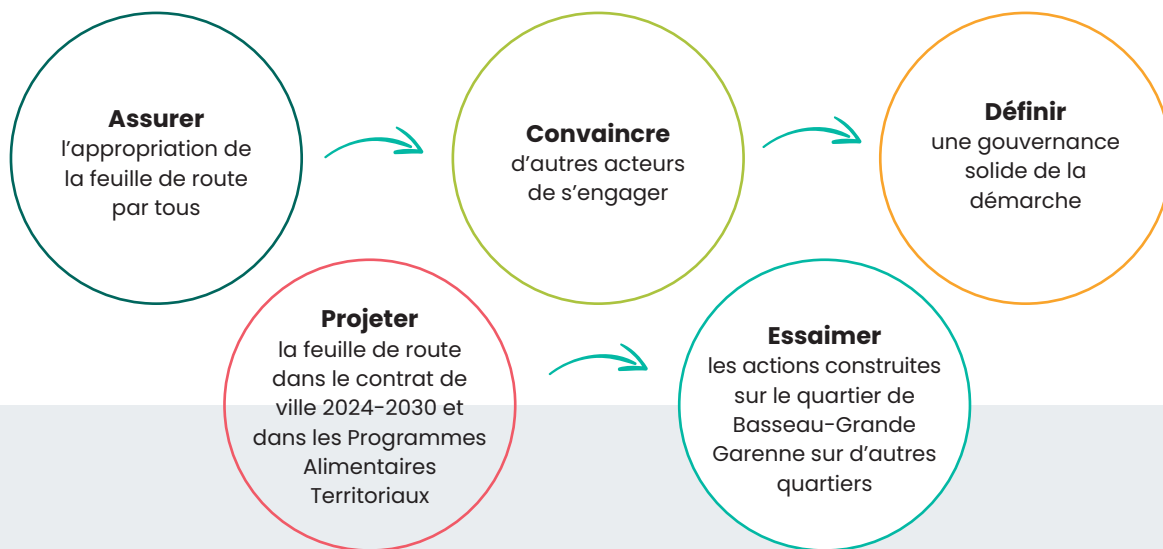 Assurer
l'appropriation de
la feuille de route
par tous
Convaincre
d'autres acteurs
de s'engager
Définir
une gouvernance
solide de la
démarche
Projeter
la feuille de route
dans le contrat de
ville 2024-2030 et
dans les Programmes
Alimentaires
Territoriaux
Essaimer
les actions construites
sur le quartier de
Basseau-Grande
Garenne sur d'autres
quartiers